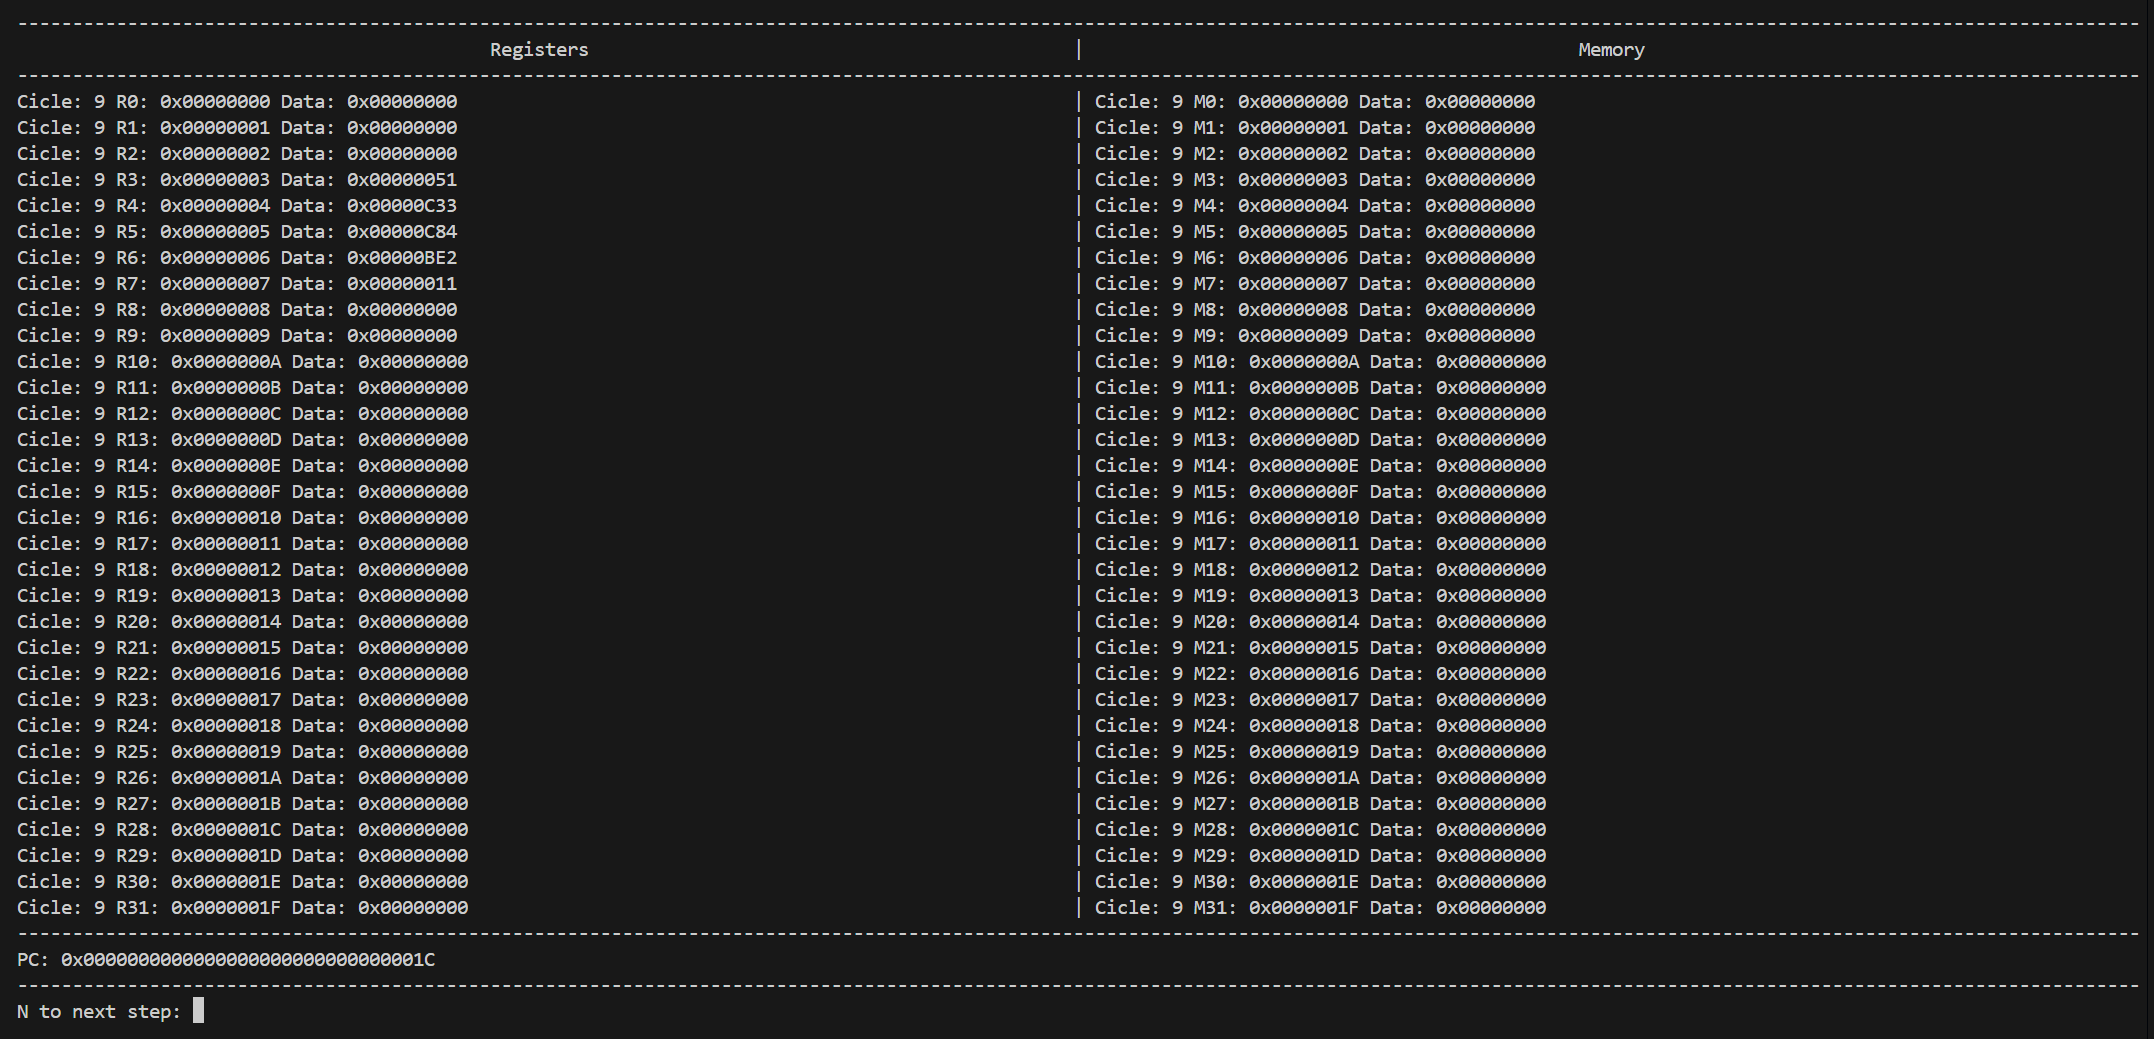 Registers | Memory
Cicle: 9 R0: 0x00000000 Data: 0x00000000 | Cicle: 9 M0: 0x00000000 Data: 0x00000000
Cicle: 9 R1: 0x00000001 Data: 0x00000000 | Cicle: 9 M1: 0x00000001 Data: 0x00000000
Cicle: 9 R2: 0x00000002 Data: 0x00000000 | Cicle: 9 M2: 0x00000002 Data: 0x00000000
Cicle: 9 R3: 0x00000003 Data: 0x00000051 | Cicle: 9 M3: 0x00000003 Data: 0x00000000
Cicle: 9 R4: 0x00000004 Data: 0x00000C33 | Cicle: 9 M4: 0x00000004 Data: 0x00000000
Cicle: 9 R5: 0x00000005 Data: 0x00000C84 | Cicle: 9 M5: 0x00000005 Data: 0x00000000
Cicle: 9 R6: 0x00000006 Data: 0x00000BE2 | Cicle: 9 M6: 0x00000006 Data: 0x00000000
Cicle: 9 R7: 0x00000007 Data: 0x00000011 | Cicle: 9 M7: 0x00000007 Data: 0x00000000
Cicle: 9 R8: 0x00000008 Data: 0x00000000 | Cicle: 9 M8: 0x00000008 Data: 0x00000000
Cicle: 9 R9: 0x00000009 Data: 0x00000000 | Cicle: 9 M9: 0x00000009 Data: 0x00000000
Cicle: 9 R10: 0x0000000A Data: 0x00000000 | Cicle: 9 M10: 0x0000000A Data: 0x00000000
Cicle: 9 R11: 0x0000000B Data: 0x00000000 | Cicle: 9 M11: 0x0000000B Data: 0x00000000
Cicle: 9 R12: 0x0000000C Data: 0x00000000 | Cicle: 9 M12: 0x0000000C Data: 0x00000000
Cicle: 9 R13: 0x0000000D Data: 0x00000000 | Cicle: 9 M13: 0x0000000D Data: 0x00000000
Cicle: 9 R14: 0x0000000E Data: 0x00000000 | Cicle: 9 M14: 0x0000000E Data: 0x00000000
Cicle: 9 R15: 0x0000000F Data: 0x00000000 | Cicle: 9 M15: 0x0000000F Data: 0x00000000
Cicle: 9 R16: 0x00000010 Data: 0x00000000 | Cicle: 9 M16: 0x00000010 Data: 0x00000000
Cicle: 9 R17: 0x00000011 Data: 0x00000000 | Cicle: 9 M17: 0x00000011 Data: 0x00000000
Cicle: 9 R18: 0x00000012 Data: 0x00000000 | Cicle: 9 M18: 0x00000012 Data: 0x00000000
Cicle: 9 R19: 0x00000013 Data: 0x00000000 | Cicle: 9 M19: 0x00000013 Data: 0x00000000
Cicle: 9 R20: 0x00000014 Data: 0x00000000 | Cicle: 9 M20: 0x00000014 Data: 0x00000000
Cicle: 9 R21: 0x00000015 Data: 0x00000000 | Cicle: 9 M21: 0x00000015 Data: 0x00000000
Cicle: 9 R22: 0x00000016 Data: 0x00000000 | Cicle: 9 M22: 0x00000016 Data: 0x00000000
Cicle: 9 R23: 0x00000017 Data: 0x00000000 | Cicle: 9 M23: 0x00000017 Data: 0x00000000
Cicle: 9 R24: 0x00000018 Data: 0x00000000 | Cicle: 9 M24: 0x00000018 Data: 0x00000000
Cicle: 9 R25: 0x00000019 Data: 0x00000000 | Cicle: 9 M25: 0x00000019 Data: 0x00000000
Cicle: 9 R26: 0x0000001A Data: 0x00000000 | Cicle: 9 M26: 0x0000001A Data: 0x00000000
Cicle: 9 R27: 0x0000001B Data: 0x00000000 | Cicle: 9 M27: 0x0000001B Data: 0x00000000
Cicle: 9 R28: 0x0000001C Data: 0x00000000 | Cicle: 9 M28: 0x0000001C Data: 0x00000000
Cicle: 9 R29: 0x0000001D Data: 0x00000000 | Cicle: 9 M29: 0x0000001D Data: 0x00000000
Cicle: 9 R30: 0x0000001E Data: 0x00000000 | Cicle: 9 M30: 0x0000001E Data: 0x00000000
Cicle: 9 R31: 0x0000001F Data: 0x00000000 | Cicle: 9 M31: 0x0000001F Data: 0x00000000
PC: 0x0000000000000000000000000000001C
N to next step: